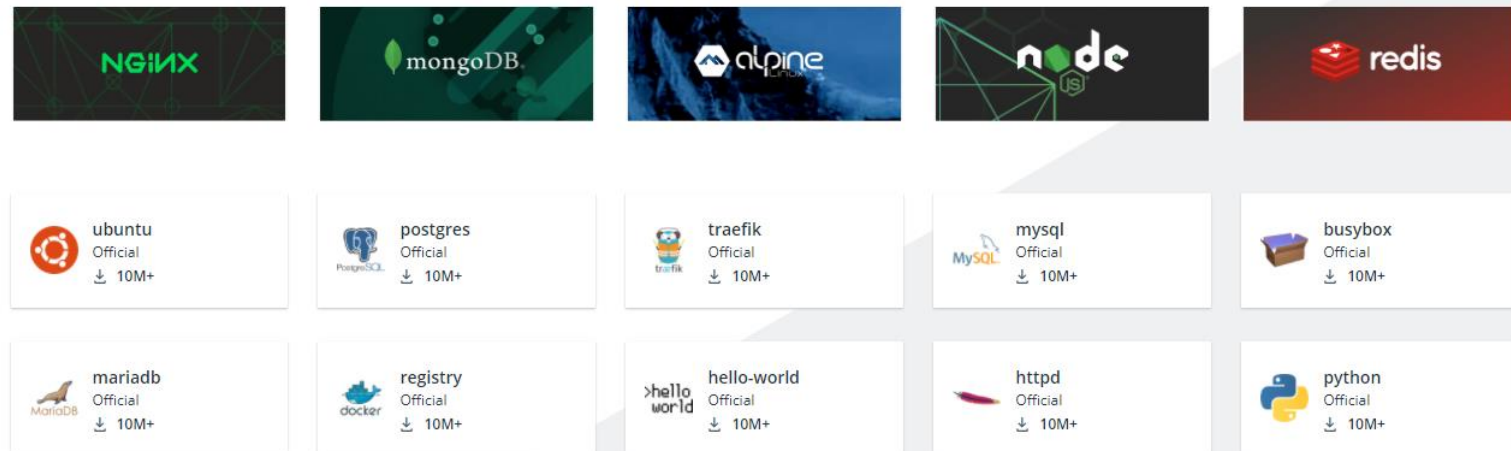 NGiNX
mongoDB.
alpine
Linux
node
JS
redis
ubuntu
Official
10M+
PostgreSQL
postgres
Official
10M+
træfik
traefik
Official
10M+
MySQL
mysql
Official
10M+
busybox
Official
10M+
MariaDB
mariadb
Official
10M+
docker
registry
Official
10M+
>hello
world
hello-world
Official
10M+
httpd
Official
10M+
python
Official
10M+